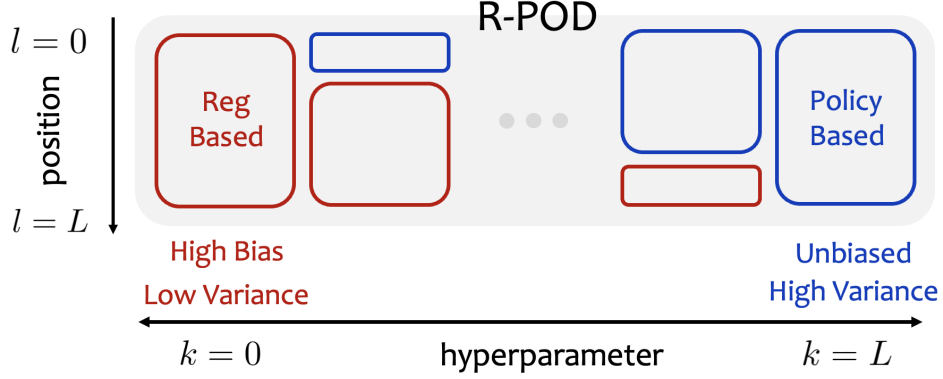 R-POD
l = 0
position
l = L
Reg
Based
Policy
Based
High Bias
Low Variance
Unbiased
High Variance
k = 0
hyperparameter
k = L